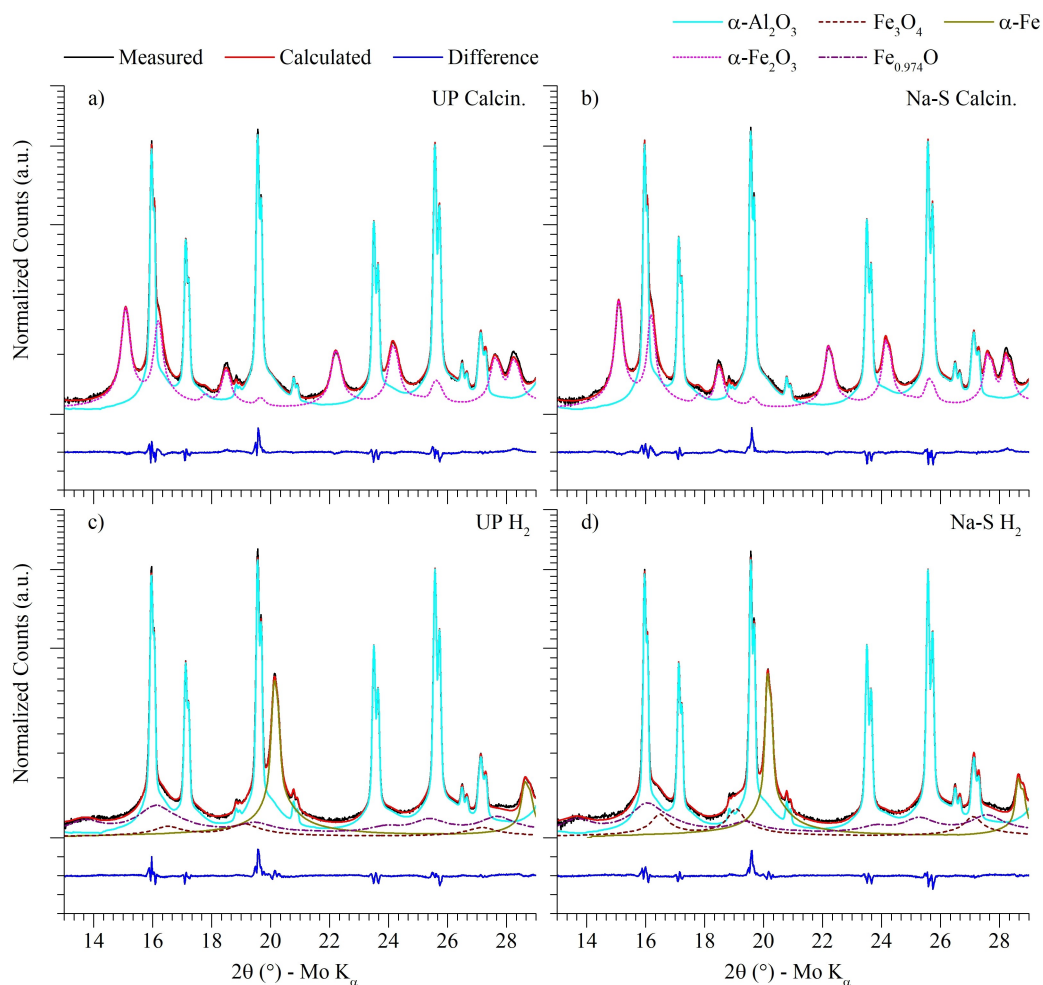 α-Al₂O₃ Fe₃O₄ α-Fe
Measured Calculated Difference α-Fe₂O₃ Fe₀.₉₇₄O
a) UP Calcin. b) Na-S Calcin.
Normalized Counts (a.u.)
c) UP H₂ d) Na-S H₂
Normalized Counts (a.u.)
14 16 18 20 22 24 26 28 14 16 18 20 22 24 26 28
2θ (°) - Mo Kα 2θ (°) - Mo Kα